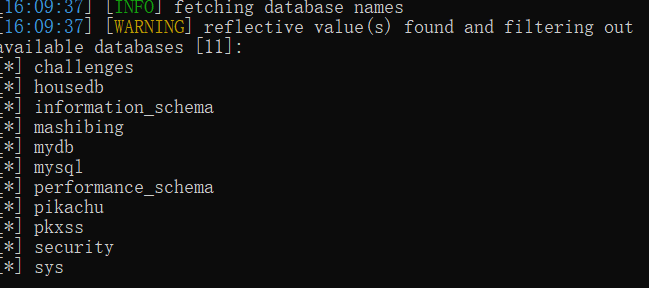 [16:09:37] [INFO] fetching database names
[16:09:37] [WARNING] reflective value(s) found and filtering out
available databases [11]:
[*] challenges
[*] housedb
[*] information_schema
[*] mashibing
[*] mydb
[*] mysql
[*] performance_schema
[*] pikachu
[*] pkxss
[*] security
[*] sys